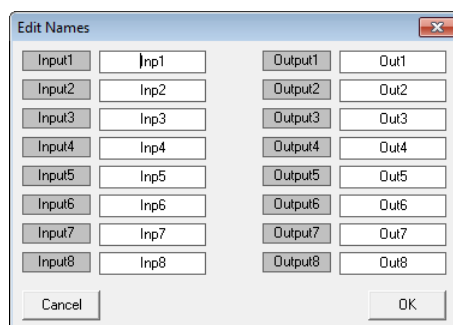 Edit Names
Input1 Inp1 Output1 Out1
Input2 Inp2 Output2 Out2
Input3 Inp3 Output3 Out3
Input4 Inp4 Output4 Out4
Input5 Inp5 Output5 Out5
Input6 Inp6 Output6 Out6
Input7 Inp7 Output7 Out7
Input8 Inp8 Output8 Out8
Cancel OK